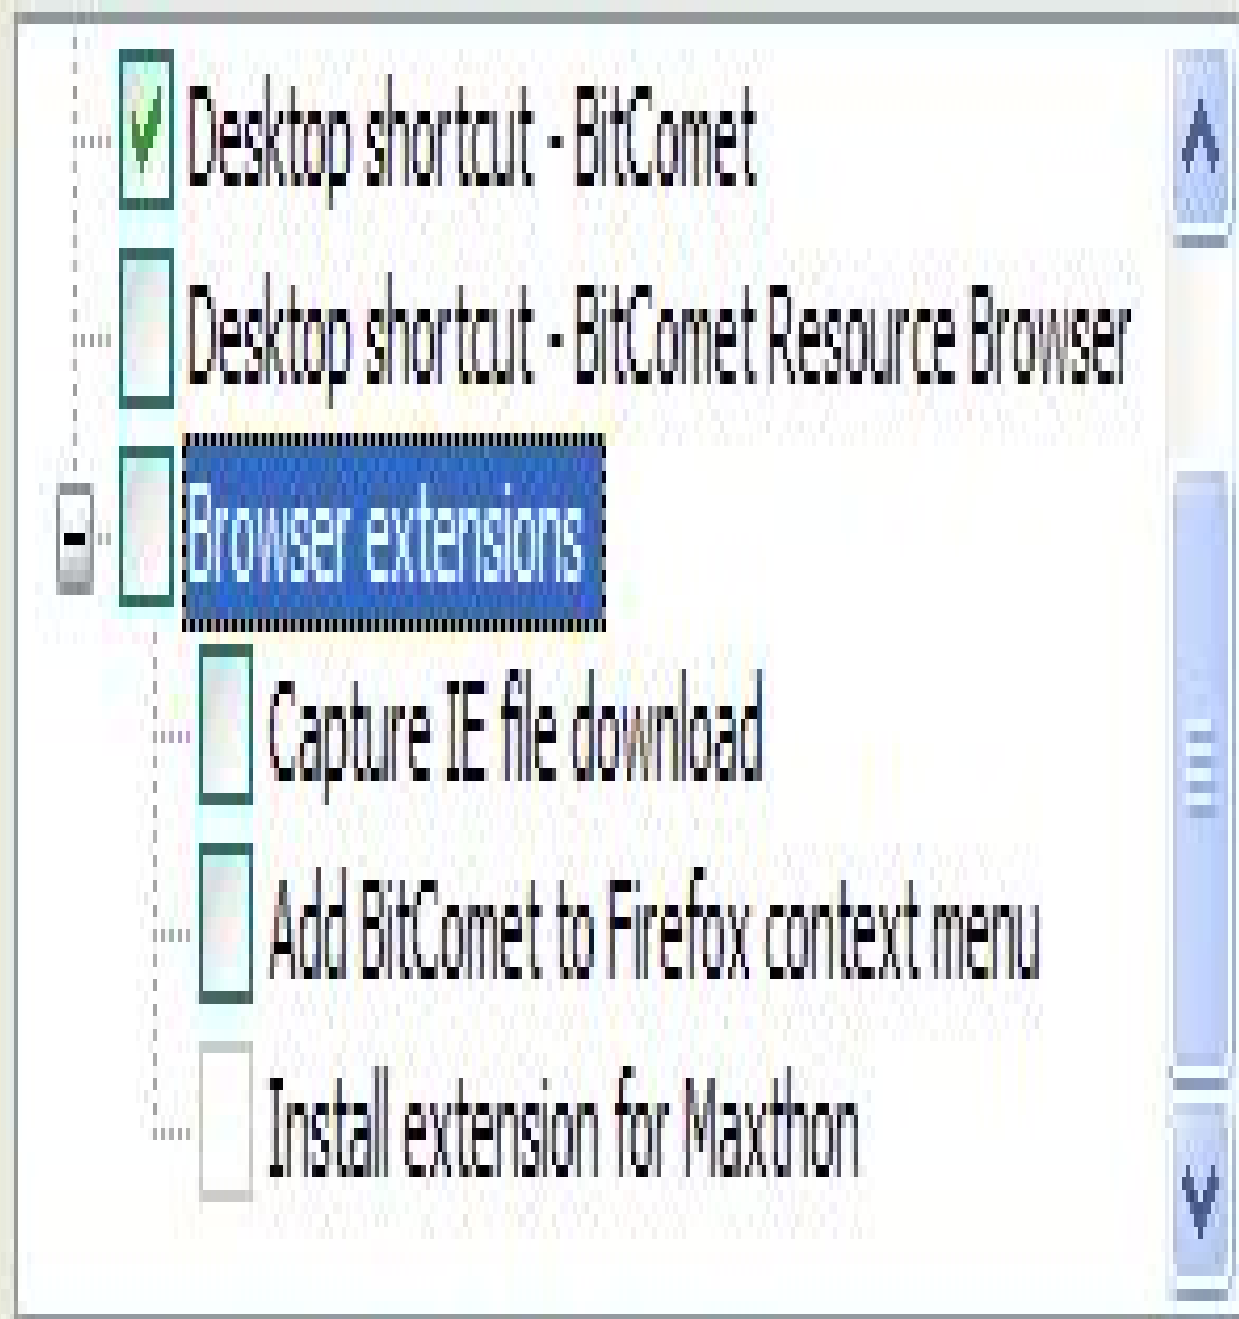 Desktop shortcut - BitComet
Desktop shortcut - BitComet Resource Browser
Browser extensions
Capture IE file download
Add BitComet to Firefox context menu
Install extension for Maxthon